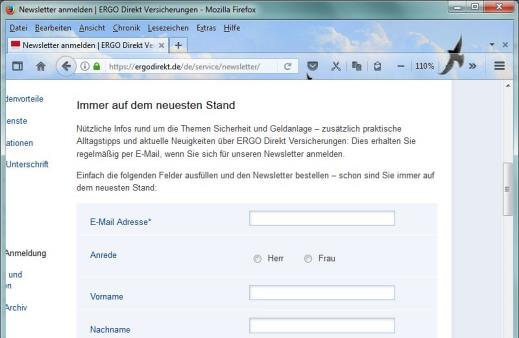 Newsletter anmelden | ERGO Direkt Versicherungen - Mozilla Firefox
Datei Bearbeiten Ansicht Chronik Lesezeichen Extras Hilfe
Newsletter anmelden | ERGO Direkt Ve
https://ergodirekt.de/de/service/newsletter/
110%
denvorteile
enste
ationen
Unterschrift
Anmeldung
und
en
Archiv
Immer auf dem neuesten Stand
Nützliche Infos rund um die Themen Sicherheit und Geldanlage – zusätzlich praktische
Alltagstipps und aktuelle Neuigkeiten über ERGO Direkt Versicherungen: Dies erhalten Sie
regelmäßig per E-Mail, wenn Sie sich für unseren Newsletter anmelden.
Einfach die folgenden Felder ausfüllen und den Newsletter bestellen – schon sind Sie immer auf
dem neuesten Stand:
E-Mail Adresse*
Anrede
Herr Frau
Vorname
Nachname